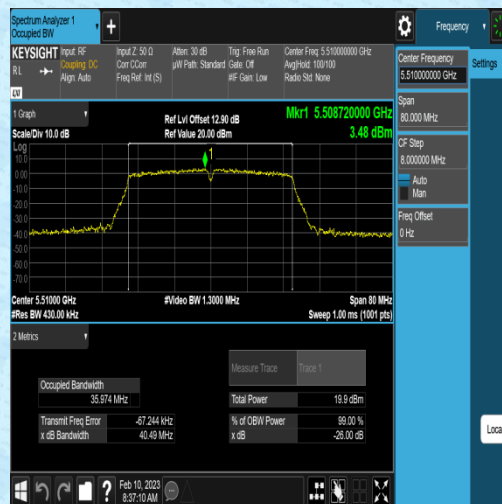 Spectrum Analyzer 1
Occupied BW
+
Frequency
KEYSIGHT
Input: RF
Input Z: 50 Ω
Atten: 30 dB
Trig: Free Run
Center Freq: 5.510000000 GHz
RL
Coupling: DC
Corr CCorr
µW Path: Standard
Gate: Off
Avg|Hold: 100/100
Align: Auto
Freq Ref: Int (S)
#IF Gain: Low
Radio Std: None
LXI
Center Frequency
5.510000000 GHz
Settings
Span
80.000 MHz
CF Step
8.000000 MHz
Auto
Man
Freq Offset
0 Hz
Local
1 Graph
Ref Lvl Offset 12.90 dB
Mkr1 5.508720000 GHz
Scale/Div 10.0 dB
Ref Value 20.00 dBm
3.48 dBm
Log
10.0
0.00
-10.0
-20.0
-30.0
-40.0
-50.0
-60.0
-70.0
1
Center 5.51000 GHz
#Video BW 1.3000 MHz
Span 80 MHz
#Res BW 430.00 kHz
Sweep 1.00 ms (1001 pts)
2 Metrics
Measure Trace
Trace 1
Occupied Bandwidth
35.974 MHz
Total Power
19.9 dBm
Transmit Freq Error
-67.244 kHz
% of OBW Power
99.00 %
x dB Bandwidth
40.49 MHz
x dB
-26.00 dB
?
Feb 10, 2023
8:37:10 AM